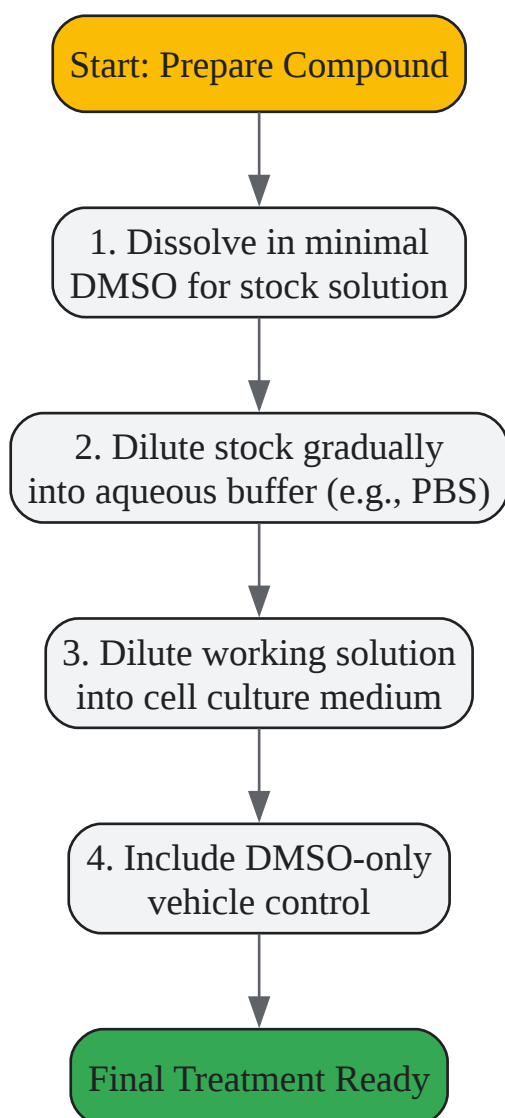 Start: Prepare Compound
1. Dissolve in minimal
DMSO for stock solution
2. Dilute stock gradually
into aqueous buffer (e.g., PBS)
3. Dilute working solution
into cell culture medium
4. Include DMSO-only
vehicle control
Final Treatment Ready